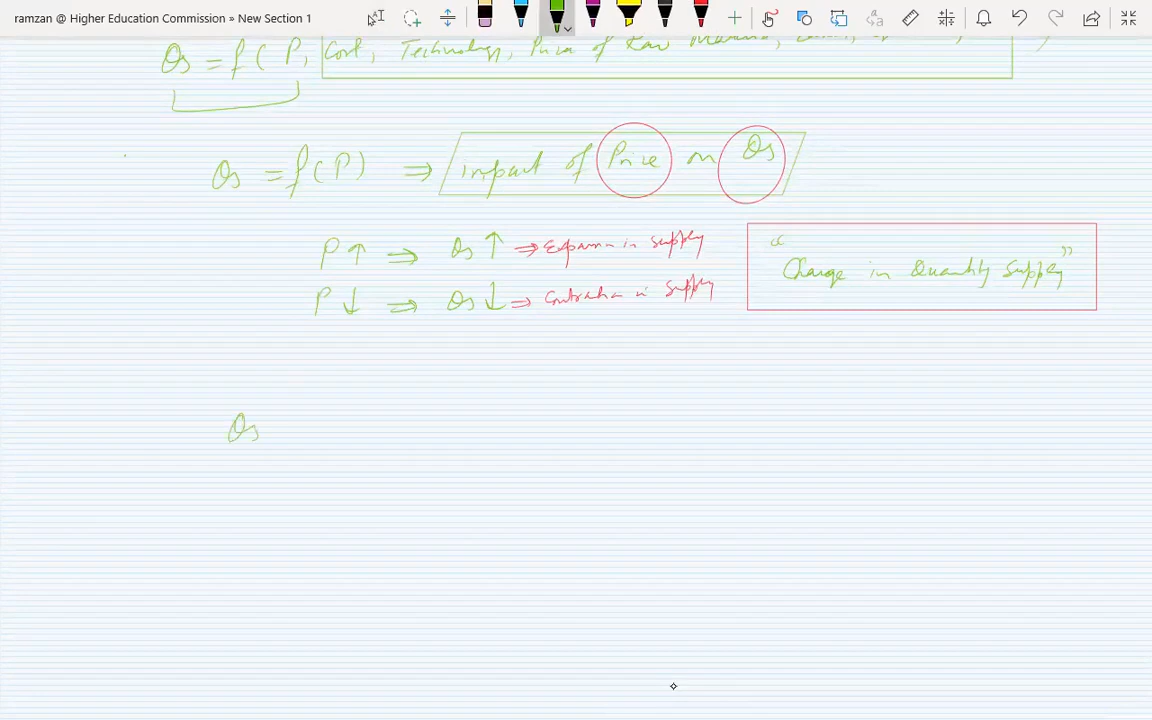 ramzan @ Higher Education Commission » New Section 1
Qs = f ( P, Cost, Technology, Price of Raw
Qs = f(P) ⇒ impact of Price on Qs
P↑ ⇒ Qs↑ ⇒ Expansion in supply
"Change in Quantity Supply"
P↓ ⇒ Qs↓ ⇒ Contraction in supply
Qs